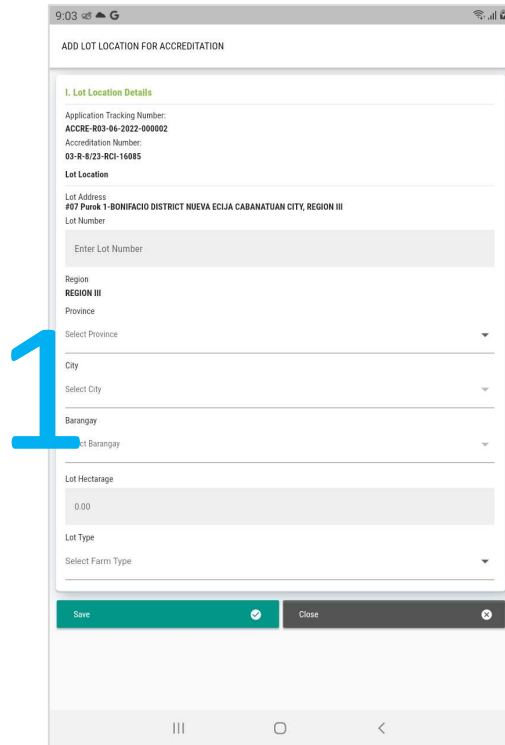 9:03 G
ADD LOT LOCATION FOR ACCREDITATION
I. Lot Location Details
Application Tracking Number:
ACCRE-R03-06-2022-000002
Accreditation Number:
03-R-8/23-RCI-16085
Lot Location
Lot Address
#07 Purok 1-BONIFACIO DISTRICT NUEVA ECIJA CABANATUAN CITY, REGION III
Lot Number
Enter Lot Number
Region
REGION III
Province
Select Province
1
City
Select City
Barangay
ct Barangay
Lot Hectarage
0.00
Lot Type
Select Farm Type
Save
Close